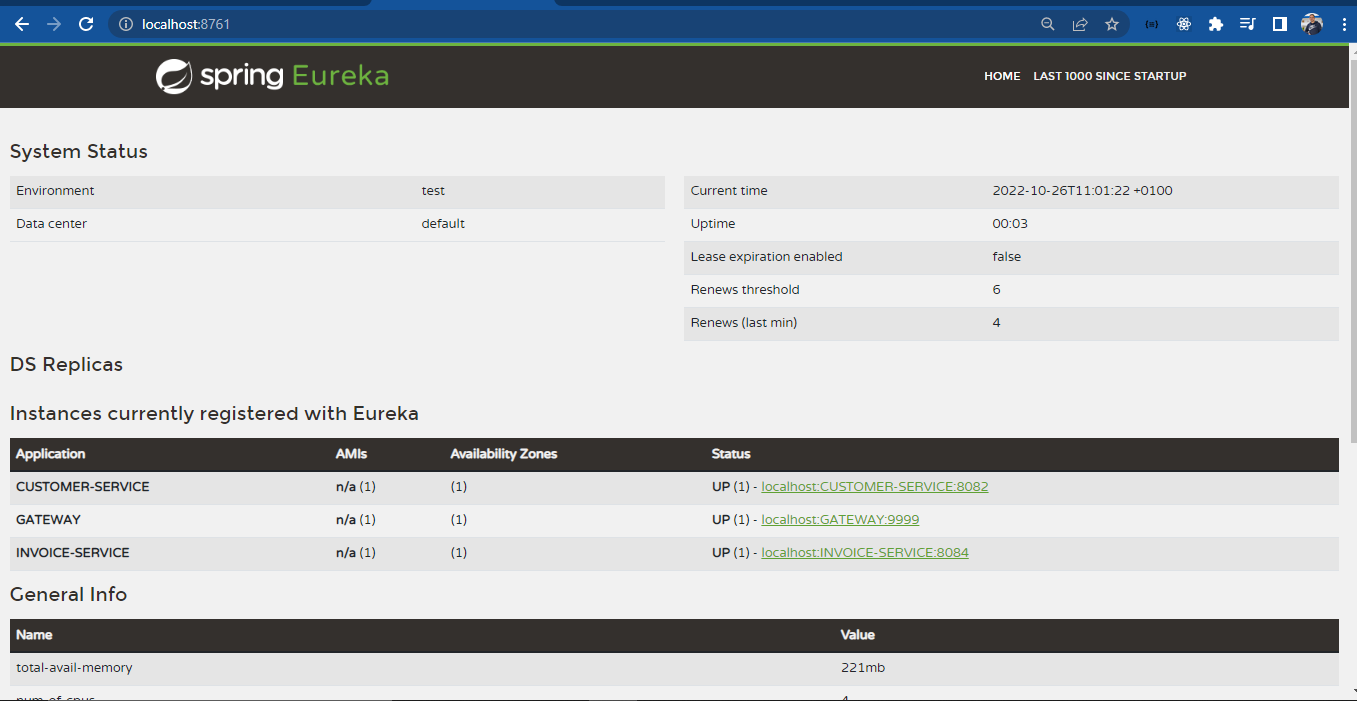 localhost:8761
spring Eureka
HOME LAST 1000 SINCE STARTUP
System Status
Environment test
Data center default
Current time 2022-10-26T11:01:22 +0100
Uptime 00:03
Lease expiration enabled false
Renews threshold 6
Renews (last min) 4
DS Replicas
Instances currently registered with Eureka
Application AMIs Availability Zones Status
CUSTOMER-SERVICE n/a (1) (1) UP (1) - localhost:CUSTOMER-SERVICE:8082
GATEWAY n/a (1) (1) UP (1) - localhost:GATEWAY:9999
INVOICE-SERVICE n/a (1) (1) UP (1) - localhost:INVOICE-SERVICE:8084
General Info
Name Value
total-avail-memory 221mb
num-of-cpus 4